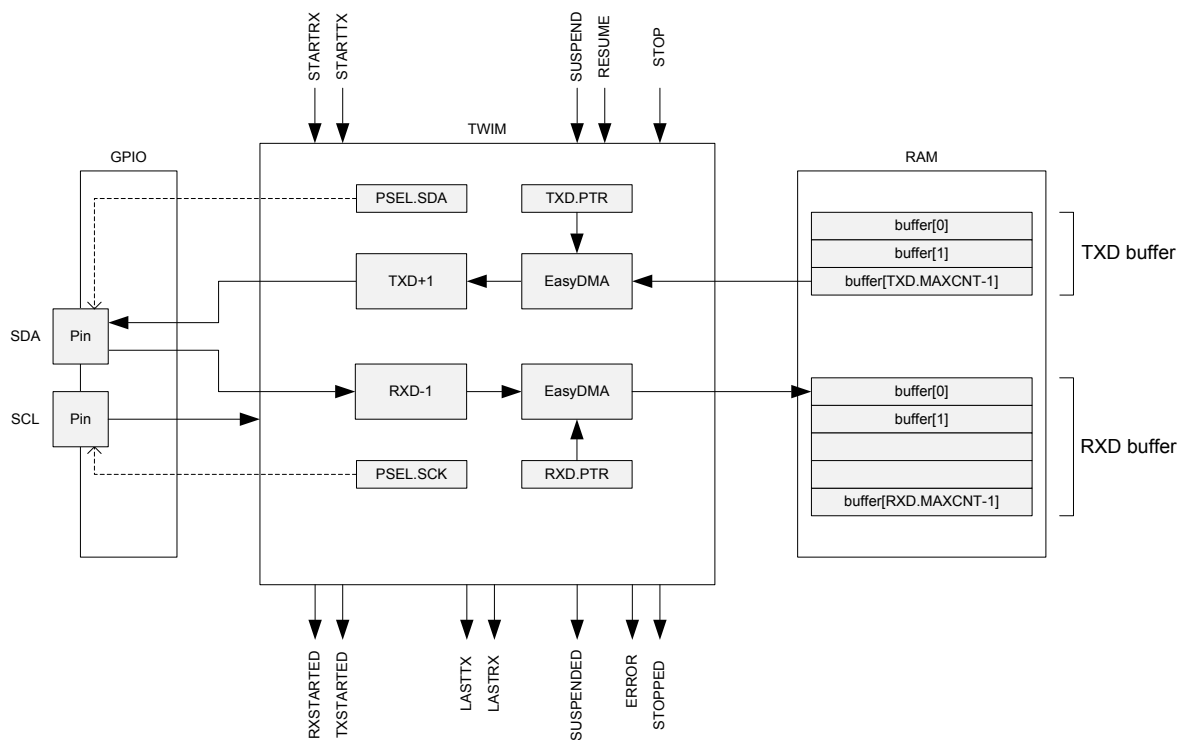 STARTRX
STARTTX
SUSPEND
RESUME
STOP
TWIM
GPIO
RAM
PSEL.SDA
TXD.PTR
buffer[0]
buffer[1]
buffer[TXD.MAXCNT-1]
TXD buffer
TXD+1
EasyDMA
SDA
Pin
RXD-1
EasyDMA
SCL
Pin
buffer[0]
buffer[1]
buffer[RXD.MAXCNT-1]
RXD buffer
PSEL.SCK
RXD.PTR
RXSTARTED
TXSTARTED
LASTTX
LASTRX
SUSPENDED
ERROR
STOPPED